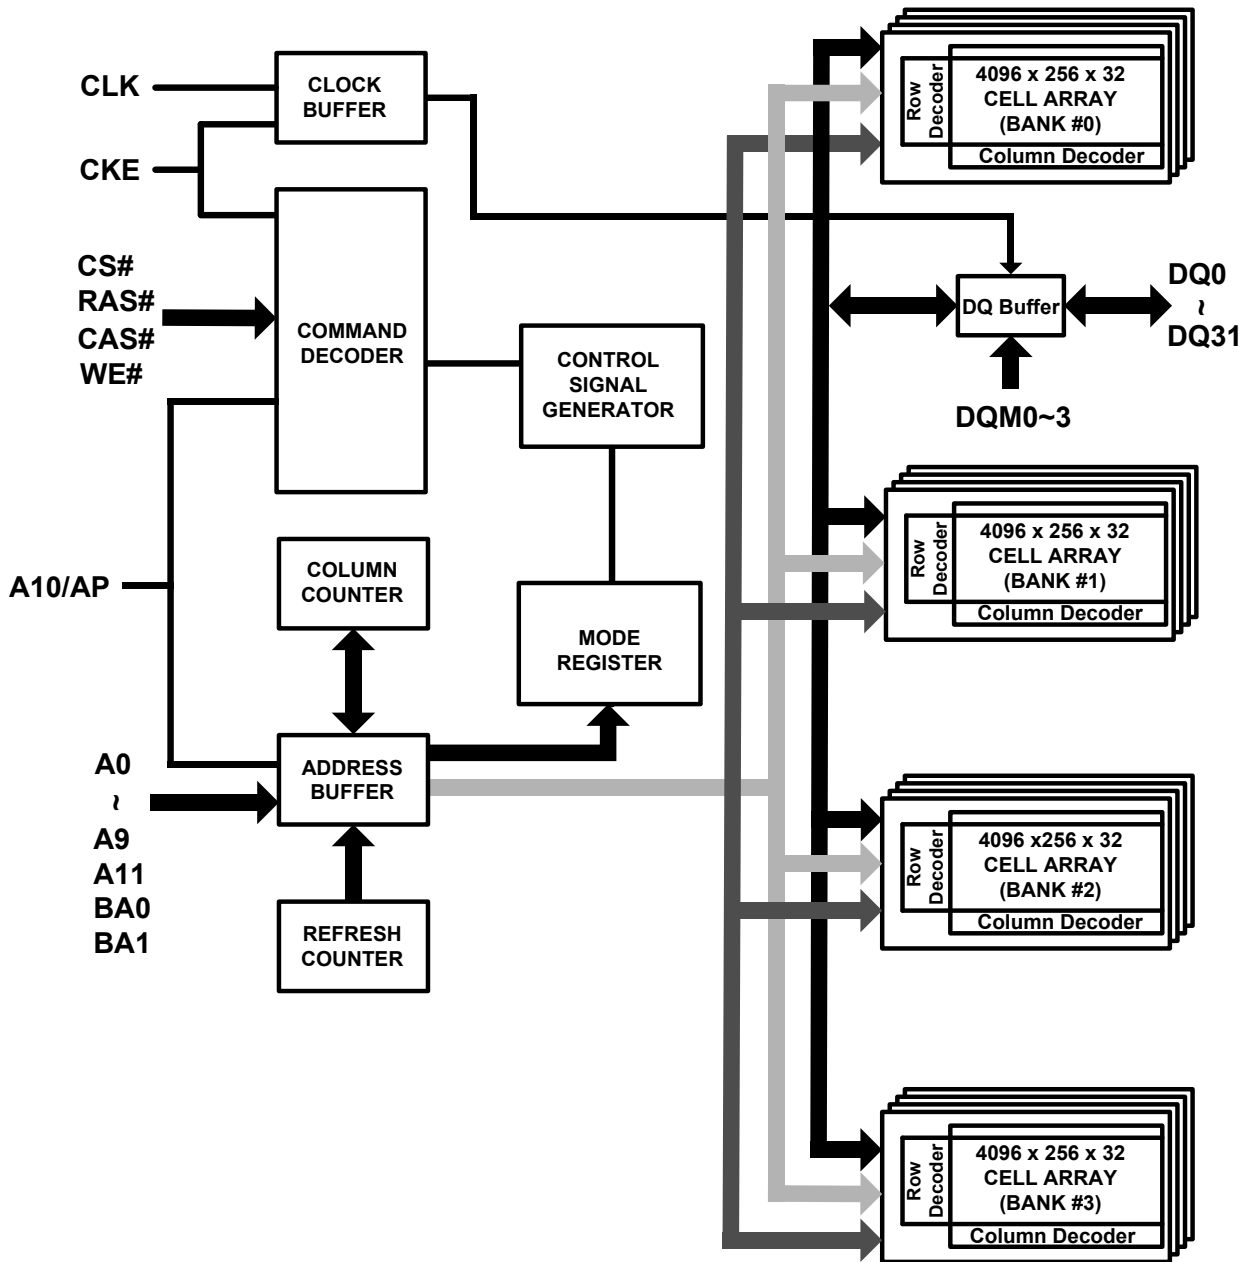 CLK
CKE
CS#
RAS#
CAS#
WE#
A10/AP
A0
~
A9
A11
BA0
BA1
CLOCK
BUFFER
COMMAND
DECODER
COLUMN
COUNTER
ADDRESS
BUFFER
REFRESH
COUNTER
CONTROL
SIGNAL
GENERATOR
MODE
REGISTER
Row
Decoder
4096 x 256 x 32
CELL ARRAY
(BANK #0)
Column Decoder
DQ Buffer
DQ0
~
DQ31
DQM0~3
Row
Decoder
4096 x 256 x 32
CELL ARRAY
(BANK #1)
Column Decoder
Row
Decoder
4096 x256 x 32
CELL ARRAY
(BANK #2)
Column Decoder
Row
Decoder
4096 x 256 x 32
CELL ARRAY
(BANK #3)
Column Decoder